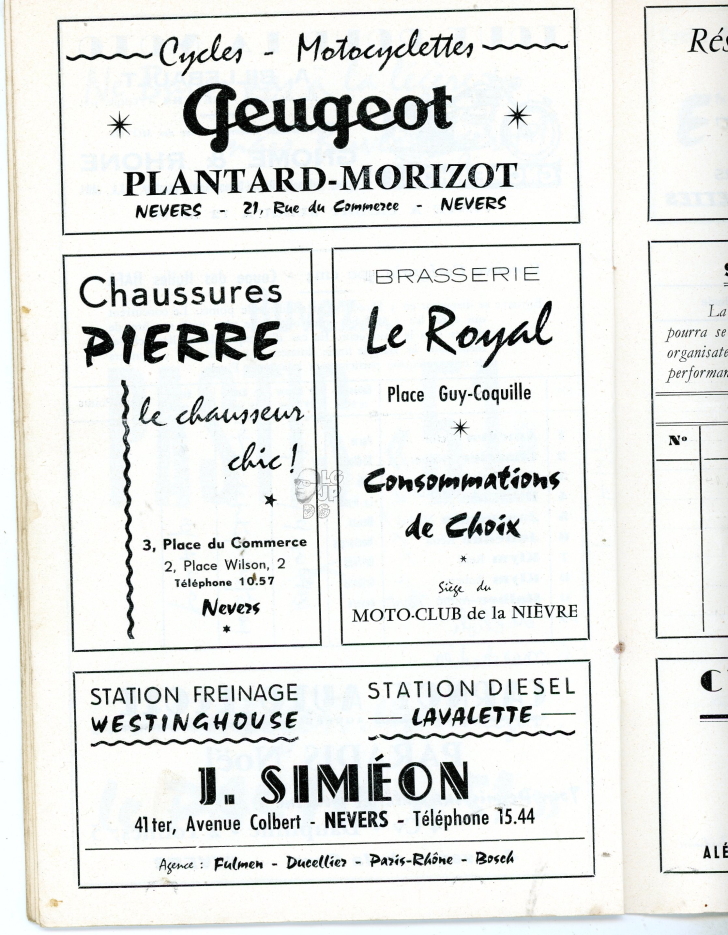 Cycles - Motocyclettes
Peugeot
PLANTARD-MORIZOT
NEVERS - 21, Rue du Commerce - NEVERS
Chaussures
PIERRE
le chausseur
chic !
3, Place du Commerce
2, Place Wilson, 2
Téléphone 10.57
Nevers
BRASSERIE
Le Royal
Place Guy-Coquille
Consommations
de Choix
Siège du
MOTO-CLUB de la NIÈVRE
STATION FREINAGE
WESTINGHOUSE
STATION DIESEL
LAVALETTE
J. SIMÉON
41 ter, Avenue Colbert - NEVERS - Téléphone 15.44
Agence : Fulmen - Ducellier - Paris-Rhône - Bosch
Rés
La
pourra se
organisate
performan
N°
C
ALÉ